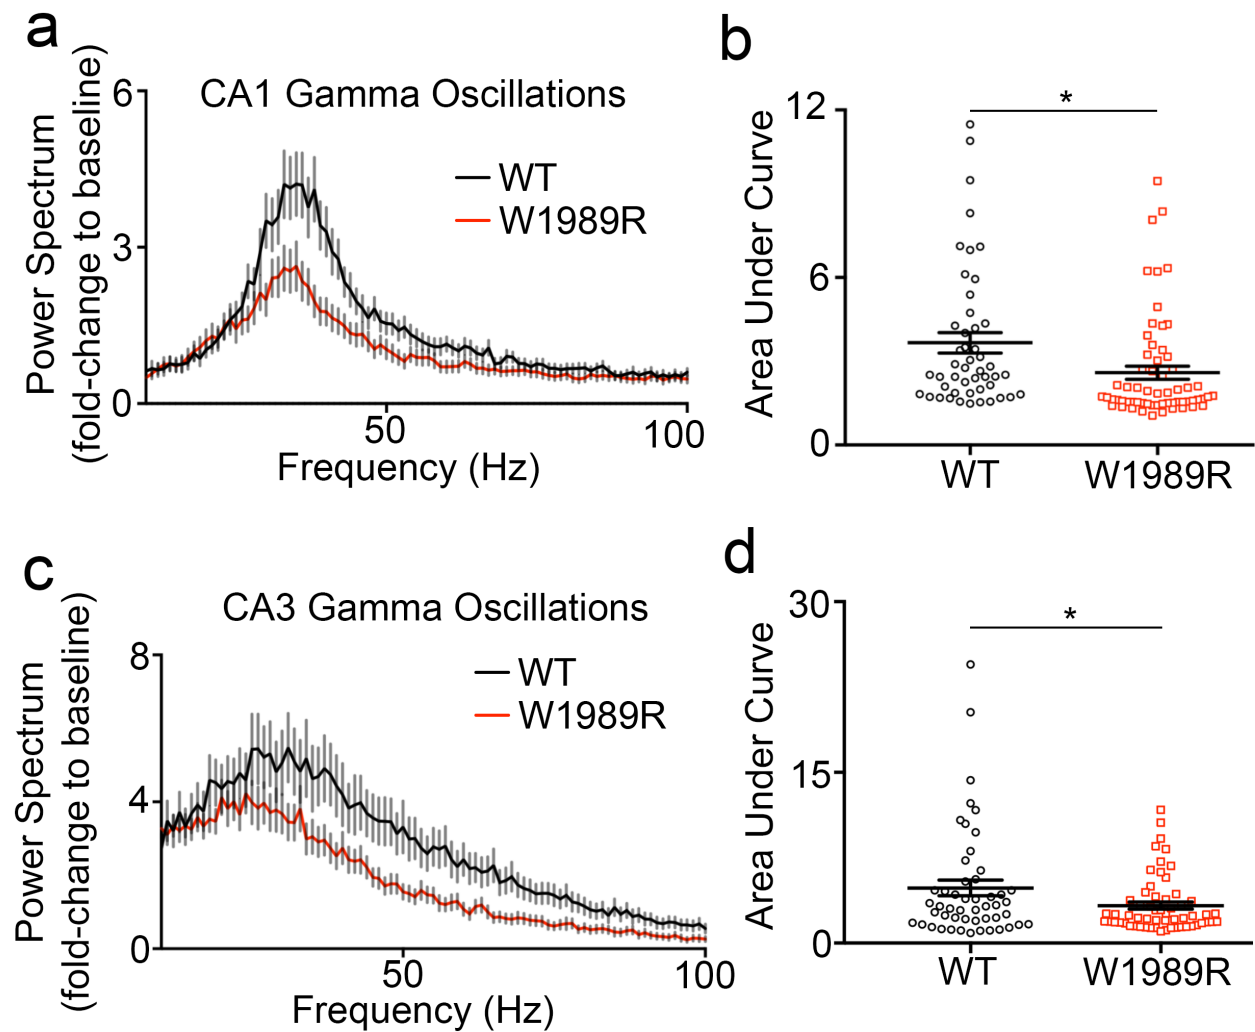 a
CA1 Gamma Oscillations
Power Spectrum
(fold-change to baseline)
6
3
0
WT
W1989R
50
100
Frequency (Hz)
b
Area Under Curve
12
6
0
*
WT
W1989R
c
CA3 Gamma Oscillations
Power Spectrum
(fold-change to baseline)
8
4
0
WT
W1989R
50
100
Frequency (Hz)
d
Area Under Curve
30
15
0
*
WT
W1989R